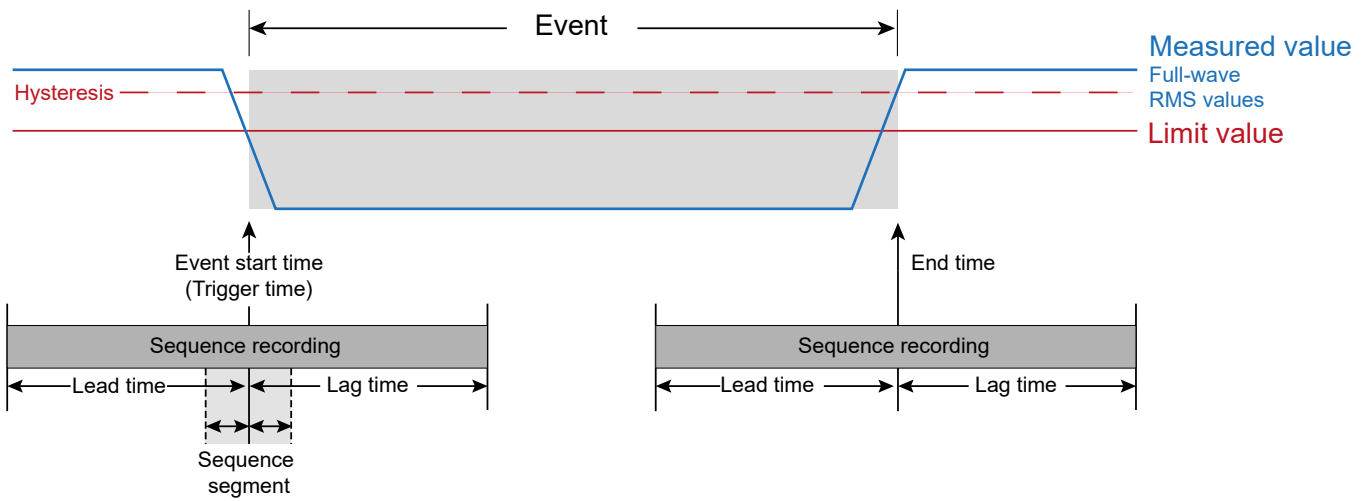 Event
Measured value
Full-wave
RMS values
Hysteresis
Limit value
Event start time
(Trigger time)
End time
Sequence recording
Sequence recording
Lead time
Lag time
Lead time
Lag time
Sequence
segment